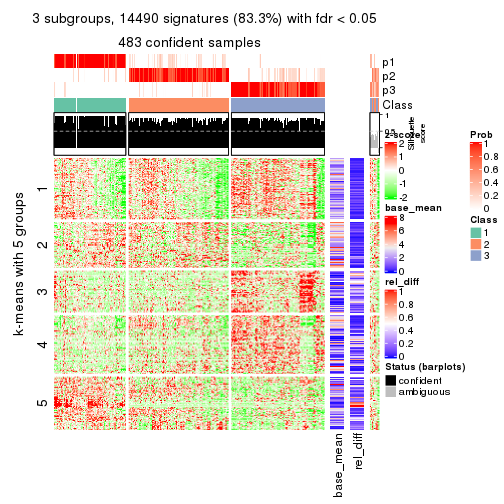 3 subgroups, 14490 signatures (83.3%) with fdr < 0.05
483 confident samples
p1
p2
p3
Class
1
0.5
Silhouette
score
k-means with 5 groups
1
2
3
4
5
base_mean
rel_diff
z-score
2
1
0
-1
-2
base_mean
8
6
4
2
0
rel_diff
1
0.8
0.6
0.4
0.2
0
Status (barplots)
confident
ambiguous
Prob
1
0.8
0.6
0.4
0.2
0
Class
1
2
3